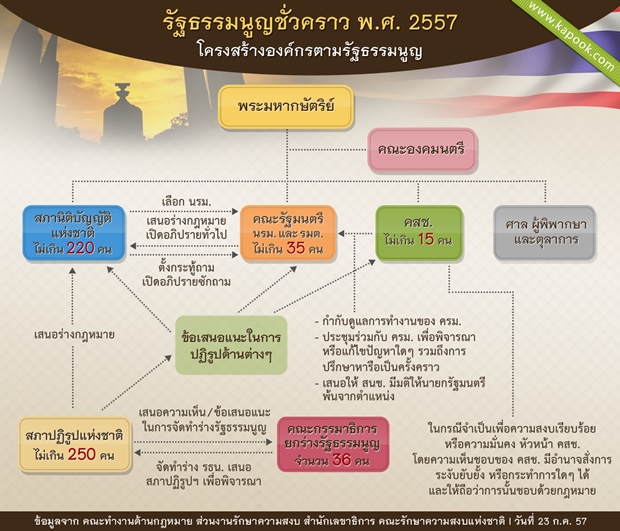 รัฐธรรมนูญชั่วคราว พ.ศ. 2557
โครงสร้างองค์กรตามรัฐธรรมนูญ
www.kapook.com
พระมหากษัตริย์
คณะองคมนตรี
สภานิติบัญญัติ
แห่งชาติ
ไม่เกิน 220 คน
เลือก นรม.
เสนอร่างกฎหมาย
เปิดอภิปรายทั่วไป
ตั้งกระทู้ถาม
เปิดอภิปรายซักถาม
คณะรัฐมนตรี
นรม. และ รมต.
ไม่เกิน 35 คน
คสช.
ไม่เกิน 15 คน
ศาล ผู้พิพากษา
และตุลาการ
เสนอร่างกฎหมาย
ข้อเสนอแนะในการ
ปฏิรูปด้านต่างๆ
- กำกับดูแลการทำงานของ ครม.
- ประชุมร่วมกับ ครม. เพื่อพิจารณา
หรือแก้ไขปัญหาใดๆ รวมถึงการ
ปรึกษาหารือเป็นครั้งคราว
- เสนอให้ สนช. มีมติให้นายกรัฐมนตรี
พ้นจากตำแหน่ง
สภาปฏิรูปแห่งชาติ
ไม่เกิน 250 คน
เสนอความเห็น/ข้อเสนอแนะ
ในการจัดทำร่างรัฐธรรมนูญ
จัดทำร่าง รธน. เสนอ
สภาปฏิรูปฯ เพื่อพิจารณา
คณะกรรมาธิการ
ยกร่างรัฐธรรมนูญ
จำนวน 36 คน
ในกรณีจำเป็นเพื่อความสงบเรียบร้อย
หรือความมั่นคง หัวหน้า คสช.
โดยความเห็นชอบของ คสช. มีอำนาจสั่งการ
ระงับยับยั้ง หรือกระทำการใดๆ ได้
และให้ถือว่าการนั้นชอบด้วยกฎหมาย
ข้อมูลจาก คณะทำงานด้านกฎหมาย ส่วนงานรักษาความสงบ สำนักเลขาธิการ คณะรักษาความสงบแห่งชาติ | วันที่ 23 ก.ค. 57